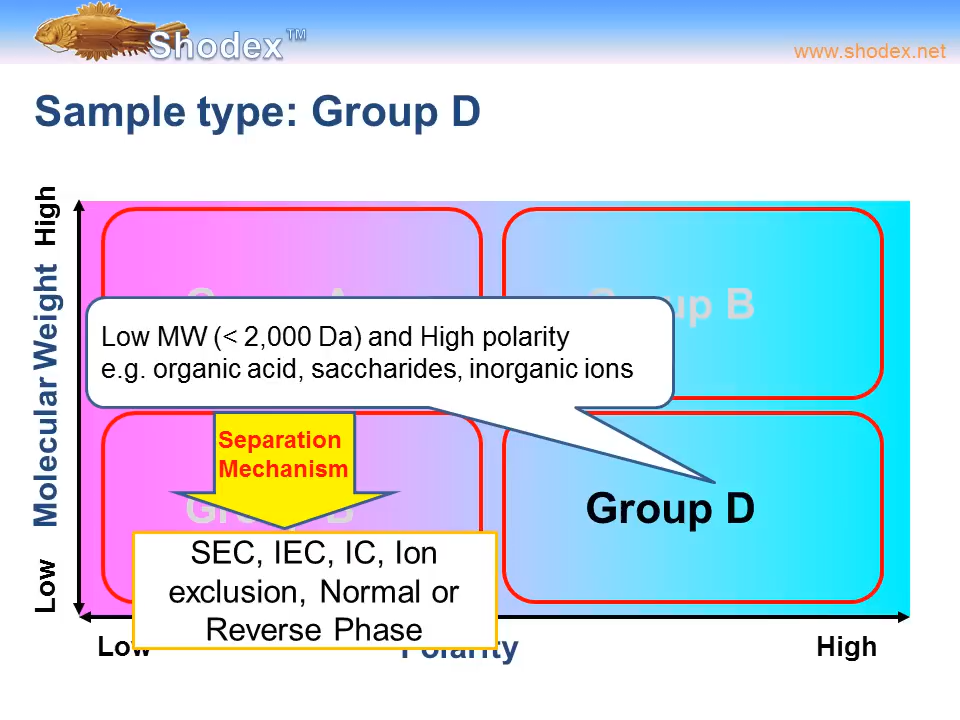 Shodex™
www.shodex.net
Sample type: Group D
High
Molecular Weight
Low
Group B
Low MW (< 2,000 Da) and High polarity
e.g. organic acid, saccharides, inorganic ions
Separation
Mechanism
Group D
SEC, IEC, IC, Ion
exclusion, Normal or
Reverse Phase
Low
Polarity
High